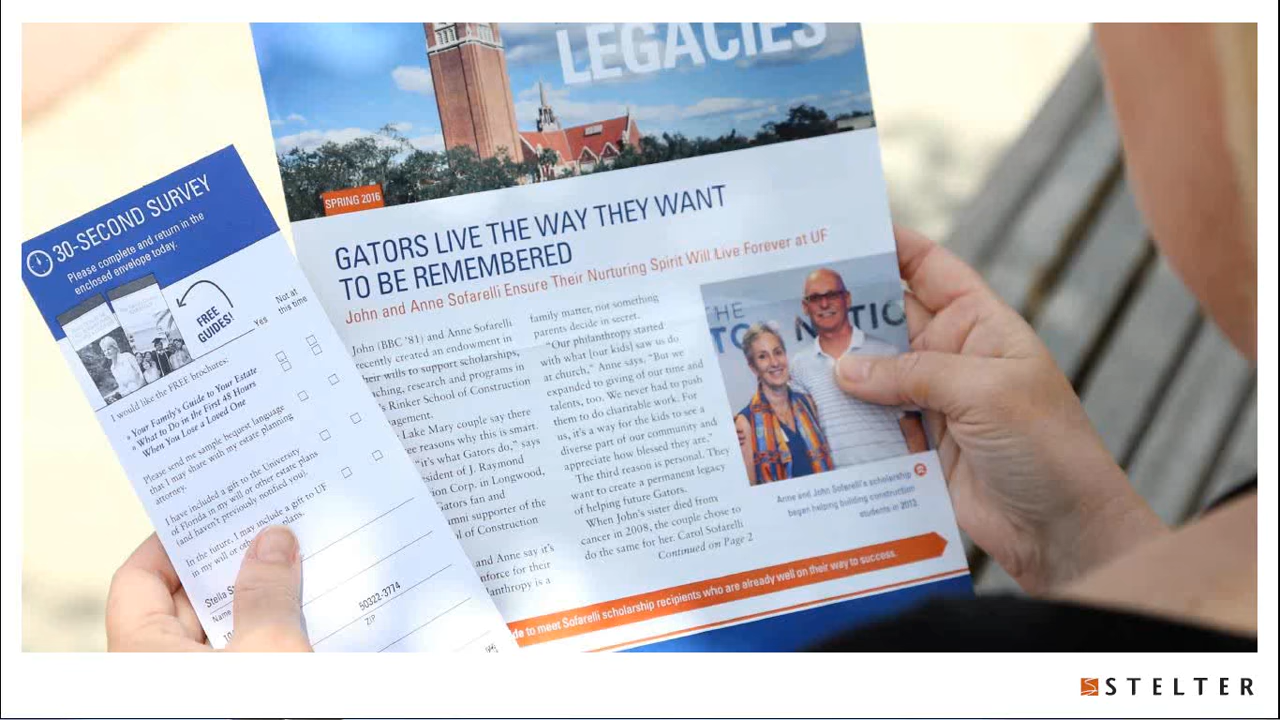 LEGACIES
SPRING 2016
GATORS LIVE THE WAY THEY WANT
TO BE REMEMBERED
John and Anne Sofarelli Ensure Their Nurturing Spirit Will Live Forever at UF
John (BBC '81) and Anne Sofarelli
recently created an endowment in
their wills to support scholarships,
research and programs in
Rinker School of Construction
Lake Mary couple say there
reasons why this is smart.
it's what Gators do," says
J. Raymond
Corp. in Longwood,
Gators fan and
supporter of the
of Construction
and Anne say it's
for their
is a
family matter, not something
parents decide in secret.
"Our philanthropy started
with what [our kids] saw us do
at church," Anne says. "But we
expanded to giving of our time and
talents, too. We never had to push
them to do charitable work. For
us, it's a way for the kids to see a
diverse part of our community and
appreciate how blessed they are."
The third reason is personal. They
want to create a permanent legacy
of helping future Gators.
When John's sister died from
cancer in 2008, the couple chose to
do the same for her. Carol Sofarelli
Continued on Page 2
THE
Anne and John Sofarelli's scholarship
began helping building construction
students in 2013.
to meet Sofarelli scholarship recipients who are already well on their way to success.
30-SECOND SURVEY
Please complete and return in the
enclosed envelope today.
FREE
GUIDES!
Yes
Not at
this time
I would like the FREE brochures:
» Your Family's Guide to Your Estate
» What to Do in the First 48 Hours
When You Lose a Loved One
Please send me sample bequest language
that I may share with my estate planning
attorney.
I have included a gift to the University
of Florida in my will or other estate plans
(and haven't previously notified you).
In the future, I may include a gift to UF
in my will or plans.
Stella
Name
50322-3774
ZIP
STELTER